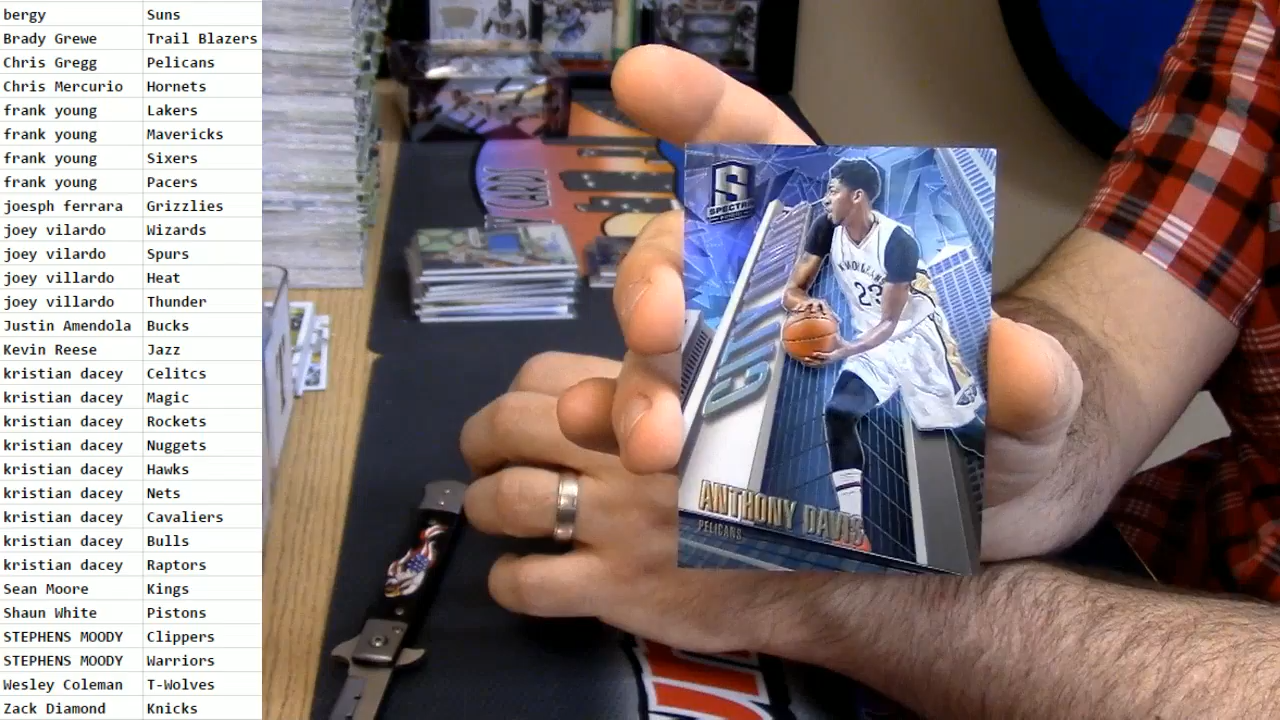 bergy Suns
Brady Grewe Trail Blazers
Chris Gregg Pelicans
Chris Mercurio Hornets
frank young Lakers
frank young Mavericks
frank young Sixers
frank young Pacers
joesph ferrara Grizzlies
joey vilardo Wizards
joey vilardo Spurs
joey villardo Heat
joey villardo Thunder
Justin Amendola Bucks
Kevin Reese Jazz
kristian dacey Celitcs
kristian dacey Magic
kristian dacey Rockets
kristian dacey Nuggets
kristian dacey Hawks
kristian dacey Nets
kristian dacey Cavaliers
kristian dacey Bulls
kristian dacey Raptors
Sean Moore Kings
Shaun White Pistons
STEPHENS MOODY Clippers
STEPHENS MOODY Warriors
Wesley Coleman T-Wolves
Zack Diamond Knicks
S
SPECTRA
23
ANTHONY DAVIS
PELICANS